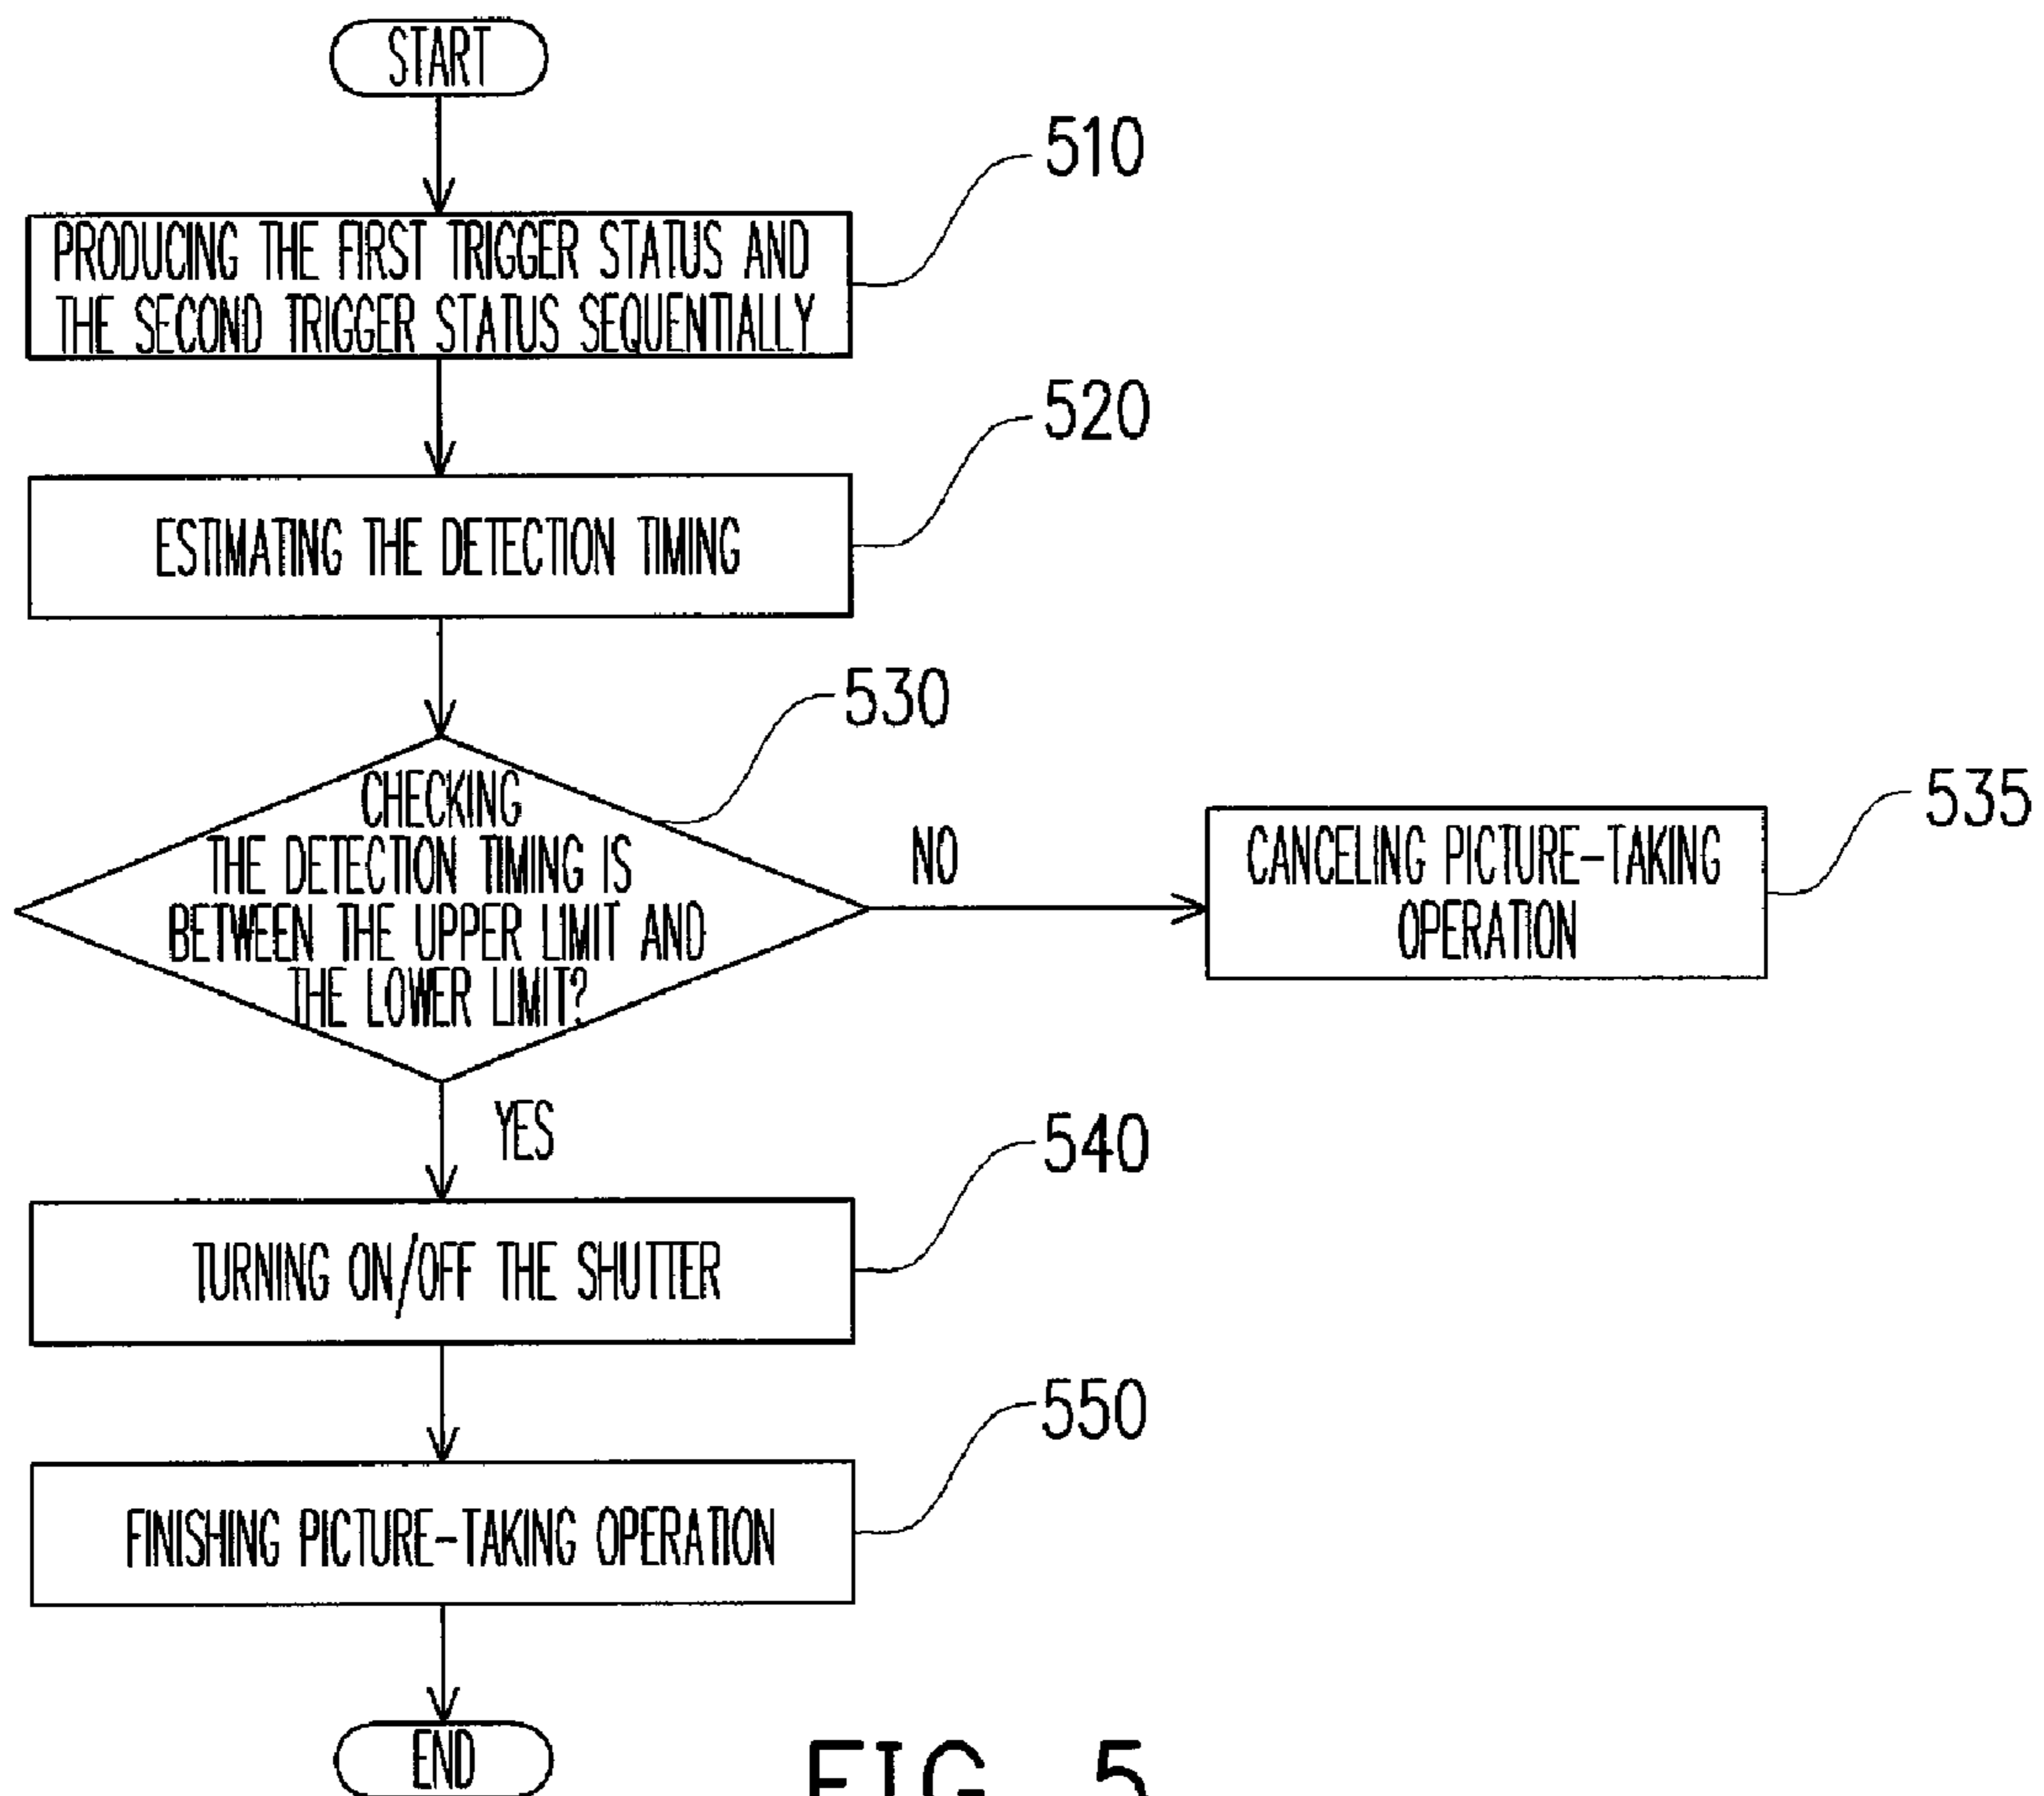 START
510
PRODUCING THE FIRST TRIGGER STATUS AND
THE SECOND TRIGGER STATUS SEQUENTIALLY
520
ESTIMATING THE DETECTION TIMING
530
CHECKING
THE DETECTION TIMING IS
BETWEEN THE UPPER LIMIT AND
THE LOWER LIMIT?
NO
535
CANCELING PICTURE-TAKING
OPERATION
YES
540
TURNING ON/OFF THE SHUTTER
550
FINISHING PICTURE-TAKING OPERATION
END
FIG. 5